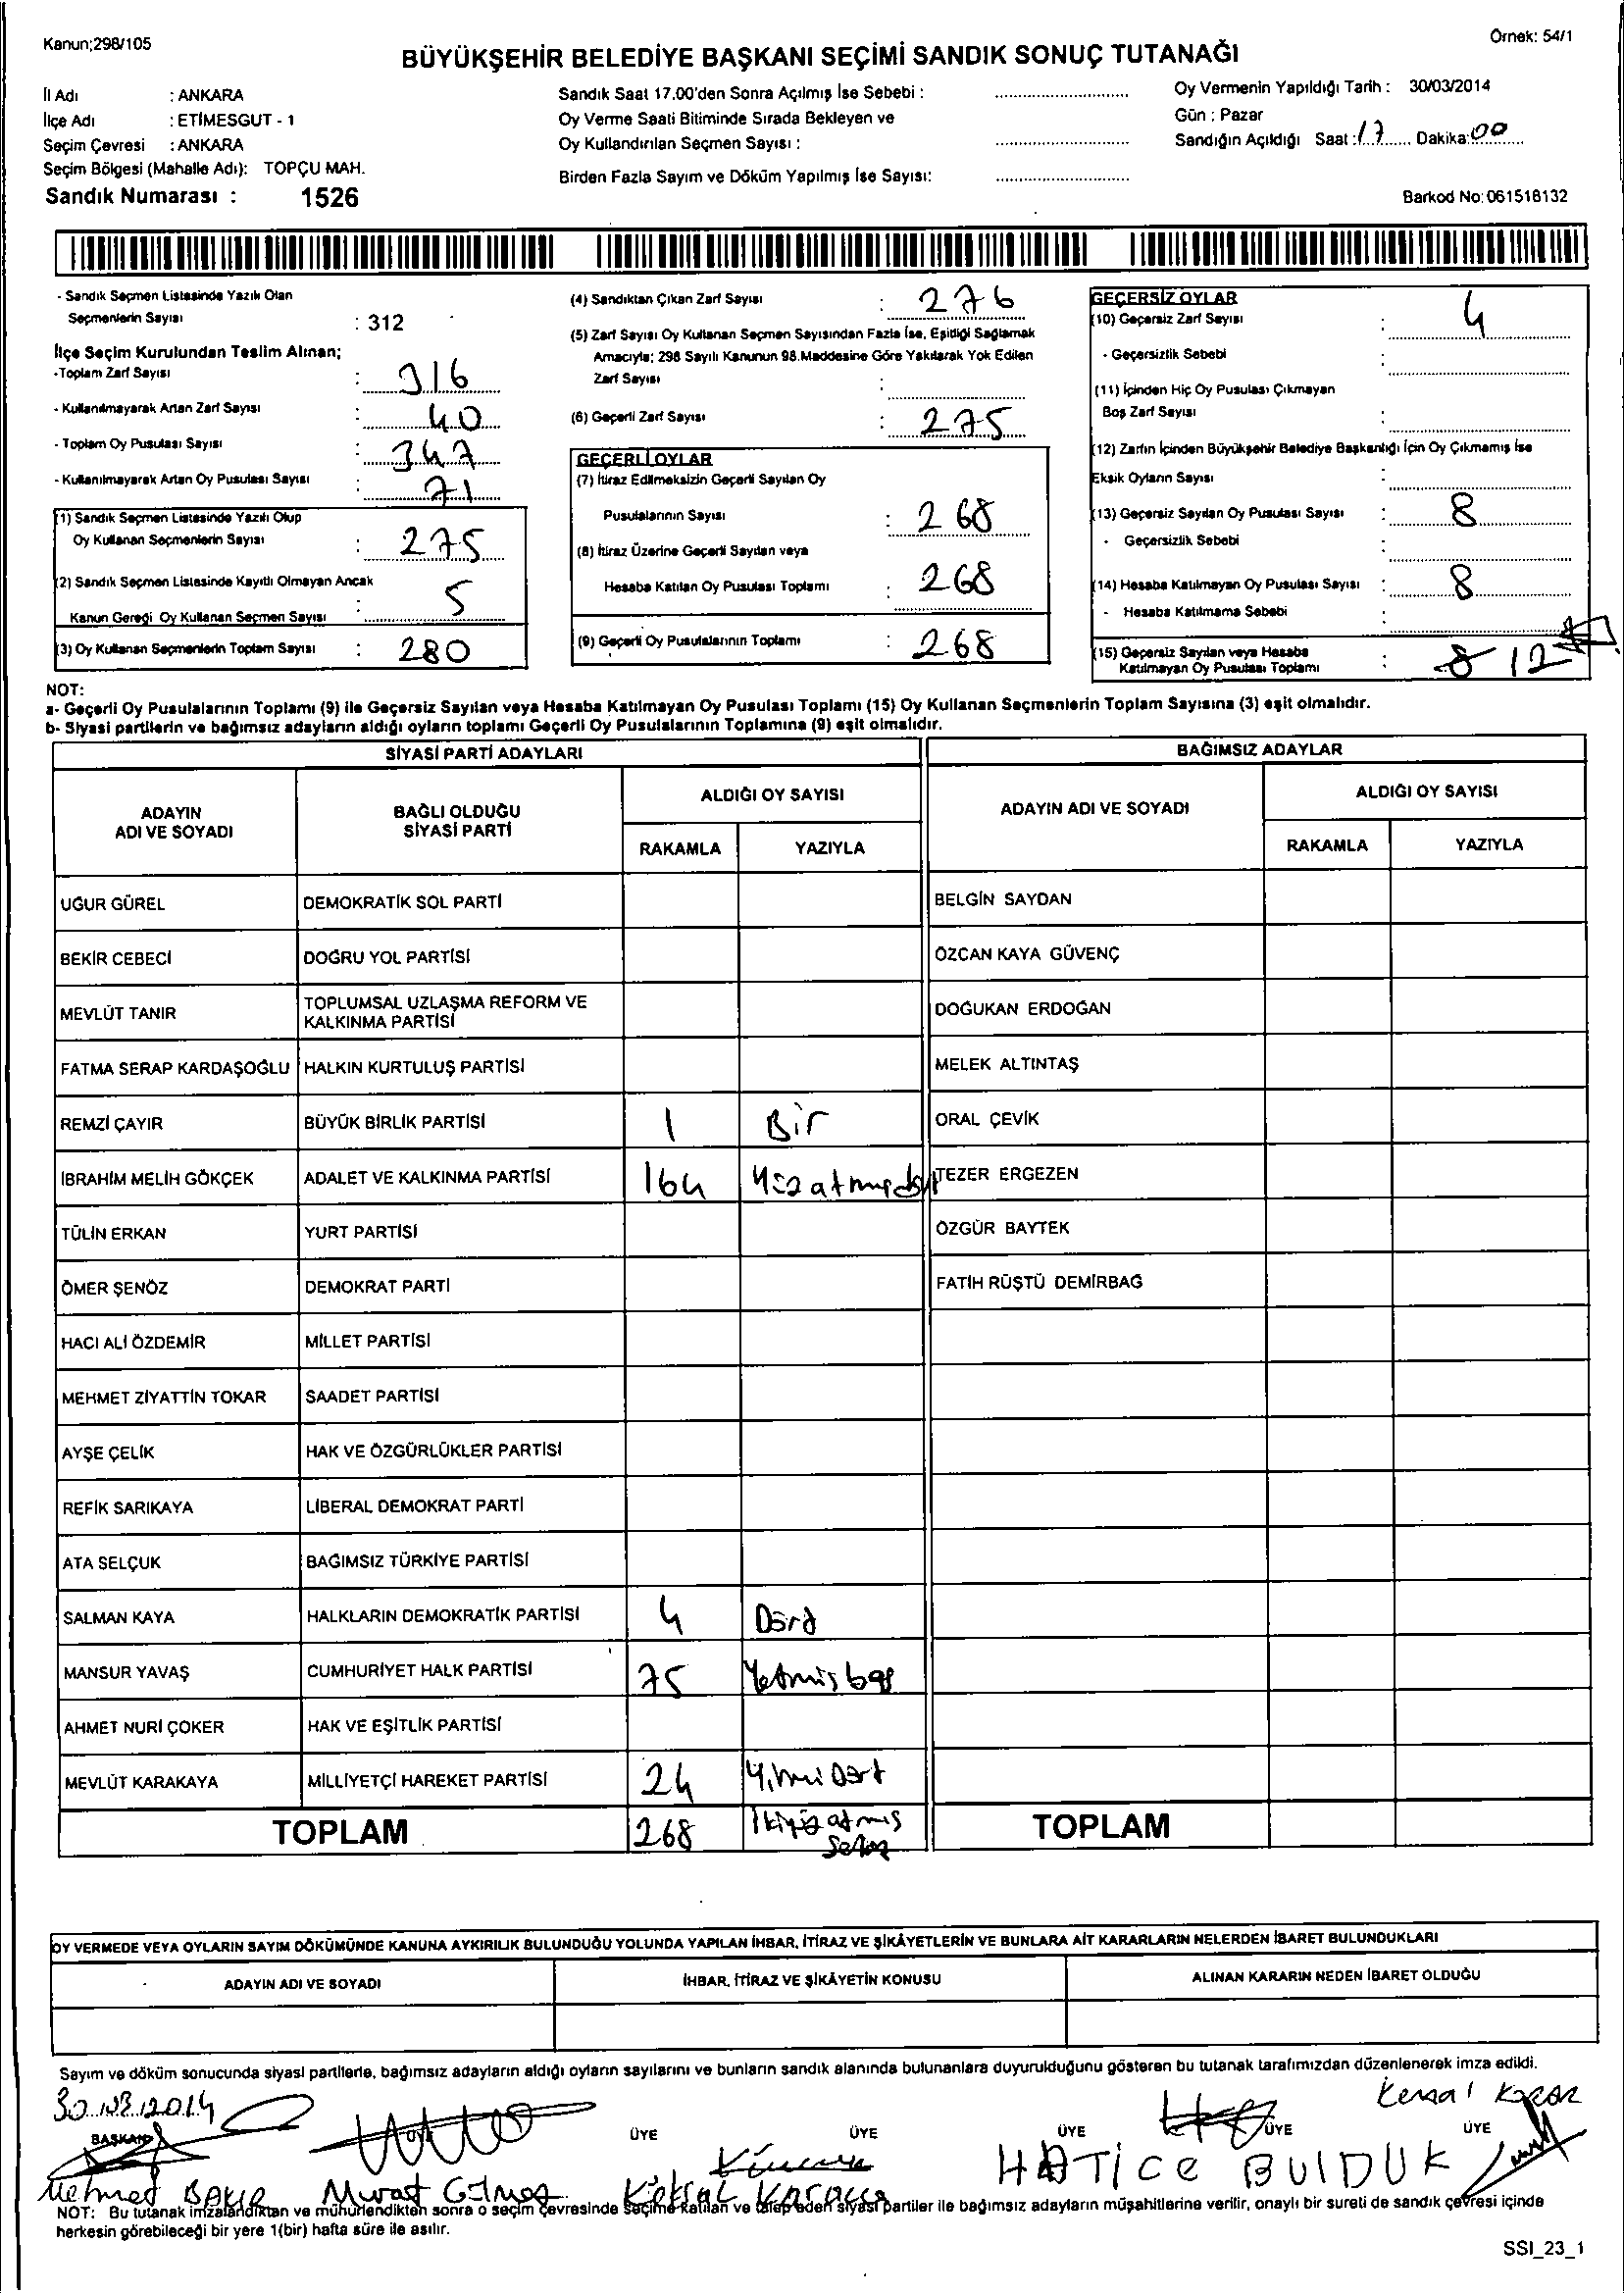 Kanun;298/105
Örnek: 54/1
BÜYÜKŞEHİR BELEDİYE BAŞKANI SEÇİMİ SANDIK SONUÇ TUTANAĞI
İl Adı : ANKARA
İlçe Adı : ETİMESGUT - 1
Seçim Çevresi : ANKARA
Seçim Bölgesi (Mahalle Adı): TOPÇU MAH.
Sandık Numarası : 1526
Sandık Saat 17.00'den Sonra Açılmış İse Sebebi :
Oy Verme Saati Bitiminde Sırada Bekleyen ve
Oy Kullandırılan Seçmen Sayısı :
Birden Fazla Sayım ve Döküm Yapılmış İse Sayısı:
Oy Vermenin Yapıldığı Tarih : 30/03/2014
Gün : Pazar
Sandığın Açıldığı Saat :17 Dakika:00
Barkod No:061518132
- Sandık Seçmen Listesinde Yazılı Olan
Seçmenlerin Sayısı : 312
İlçe Seçim Kurulundan Teslim Alınan;
-Toplam Zarf Sayısı : 316
- Kullanılmayarak Artan Zarf Sayısı : 40
- Toplam Oy Pusulası Sayısı : 347
- Kullanılmayarak Artan Oy Pusulası Sayısı : 71
(1) Sandık Seçmen Listesinde Yazılı Olup
Oy Kullanan Seçmenlerin Sayısı : 275
(2) Sandık Seçmen Listesinde Kayıtlı Olmayan Ancak
Kanun Gereği Oy Kullanan Seçmen Sayısı : 5
(3) Oy Kullanan Seçmenlerin Toplam Sayısı : 280
(4) Sandıktan Çıkan Zarf Sayısı : 276
(5) Zarf Sayısı Oy Kullanan Seçmen Sayısından Fazla İse, Eşitliği Sağlamak
Amacıyla; 298 Sayılı Kanunun 98.Maddesine Göre Yakılarak Yok Edilen
Zarf Sayısı :
(6) Geçerli Zarf Sayısı : 275
GEÇERLİ OYLAR
(7) İtiraz Edilmeksizin Geçerli Sayılan Oy
Pusulalarının Sayısı : 268
(8) İtiraz Üzerine Geçerli Sayılan veya
Hesaba Katılan Oy Pusulası Toplamı : 268
(9) Geçerli Oy Pusulalarının Toplamı : 268
GEÇERSİZ OYLAR
(10) Geçersiz Zarf Sayısı : 4
- Geçersizlik Sebebi :
(11) İçinden Hiç Oy Pusulası Çıkmayan
Boş Zarf Sayısı :
(12) Zarfın İçinden Büyükşehir Belediye Başkanlığı İçin Oy Çıkmamış İse
Eksik Oyların Sayısı :
(13) Geçersiz Sayılan Oy Pusulası Sayısı : 8
- Geçersizlik Sebebi :
(14) Hesaba Katılmayan Oy Pusulası Sayısı : 8
- Hesaba Katılmama Sebebi :
(15) Geçersiz Sayılan veya Hesaba
Katılmayan Oy Pusulası Toplamı : 8 12
NOT:
a- Geçerli Oy Pusulalarının Toplamı (9) ile Geçersiz Sayılan veya Hesaba Katılmayan Oy Pusulası Toplamı (15) Oy Kullanan Seçmenlerin Toplam Sayısına (3) eşit olmalıdır.
b- Siyasi partilerin ve bağımsız adayların aldığı oyların toplamı Geçerli Oy Pusulalarının Toplamına (9) eşit olmalıdır.
SİYASİ PARTİ ADAYLARI
BAĞIMSIZ ADAYLAR
ADAYIN ADI VE SOYADI
BAĞLI OLDUĞU SİYASİ PARTİ
ALDIĞI OY SAYISI
RAKAMLA YAZIYLA
ADAYIN ADI VE SOYADI
ALDIĞI OY SAYISI
RAKAMLA YAZIYLA
UĞUR GÜREL DEMOKRATİK SOL PARTİ BELGİN SAYDAN
BEKİR CEBECİ DOĞRU YOL PARTİSİ ÖZCAN KAYA GÜVENÇ
MEVLÜT TANIR TOPLUMSAL UZLAŞMA REFORM VE KALKINMA PARTİSİ DOĞUKAN ERDOĞAN
FATMA SERAP KARDAŞOĞLU HALKIN KURTULUŞ PARTİSİ MELEK ALTINTAŞ
REMZİ ÇAYIR BÜYÜK BİRLİK PARTİSİ 1 Bir ORAL ÇEVİK
İBRAHİM MELİH GÖKÇEK ADALET VE KALKINMA PARTİSİ 164 TEZER ERGEZEN
TÜLİN ERKAN YURT PARTİSİ ÖZGÜR BAYTEK
ÖMER ŞENÖZ DEMOKRAT PARTİ FATİH RÜŞTÜ DEMİRBAĞ
HACI ALİ ÖZDEMİR MİLLET PARTİSİ
MEHMET ZİYATTİN TOKAR SAADET PARTİSİ
AYŞE ÇELİK HAK VE ÖZGÜRLÜKLER PARTİSİ
REFİK SARIKAYA LİBERAL DEMOKRAT PARTİ
ATA SELÇUK BAĞIMSIZ TÜRKİYE PARTİSİ
SALMAN KAYA HALKLARIN DEMOKRATİK PARTİSİ 4 Dörd
MANSUR YAVAŞ CUMHURİYET HALK PARTİSİ 75 Yetmiş beş
AHMET NURİ ÇOKER HAK VE EŞİTLİK PARTİSİ
MEVLÜT KARAKAYA MİLLİYETÇİ HAREKET PARTİSİ 24 Yirmi Dört
TOPLAM 268 İkiyüz atmış sekiz TOPLAM
OY VERMEDE VEYA OYLARIN SAYIM DÖKÜMÜNDE KANUNA AYKIRILIK BULUNDUĞU YOLUNDA YAPILAN İHBAR, İTİRAZ VE ŞİKÂYETLERİN VE BUNLARA AİT KARARLARIN NELERDEN İBARET BULUNDUKLARI
ADAYIN ADI VE SOYADI İHBAR, İTİRAZ VE ŞİKÂYETİN KONUSU ALINAN KARARIN NEDEN İBARET OLDUĞU
Sayım ve döküm sonucunda siyasi partilerle, bağımsız adayların aldığı oyların sayılarını ve bunların sandık alanında bulunanlara duyurulduğunu gösteren bu tutanak tarafımızdan düzenlenerek imza edildi.
30.03.2014
BAŞKAN ÜYE ÜYE ÜYE ÜYE ÜYE ÜYE
Mehmet BAKIR Murat Köksal HATİCE BULDUK
NOT: Bu tutanak imzalandıktan ve mühürlendikten sonra o seçim çevresinde seçime katılan ve talep eden siyasi partiler ile bağımsız adayların müşahitlerine verilir, onaylı bir sureti de sandık çevresi içinde
herkesin görebileceği bir yere 1(bir) hafta süre ile asılır.
SSI_23_1